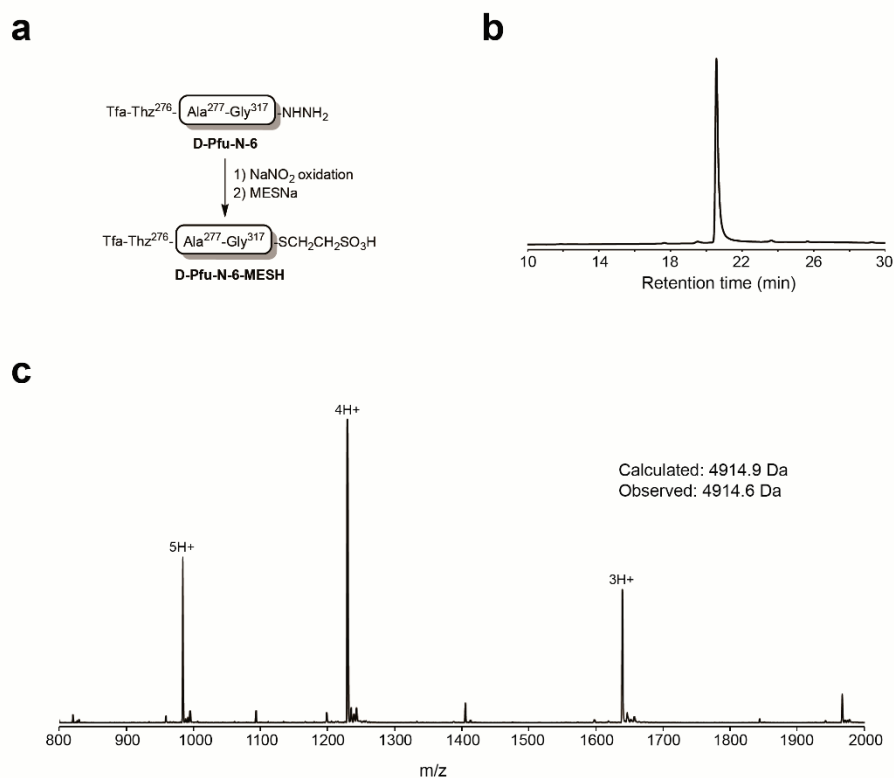 a
Tfa-Thz276- Ala277-Gly317 -NHNH2
D-Pfu-N-6
1) NaNO2 oxidation
2) MESNa
Tfa-Thz276- Ala277-Gly317 -SCH2CH2SO3H
D-Pfu-N-6-MESH
b
10 14 18 22 26 30
Retention time (min)
c
4H+
Calculated: 4914.9 Da
Observed: 4914.6 Da
5H+
3H+
800 900 1000 1100 1200 1300 1400 1500 1600 1700 1800 1900 2000
m/z